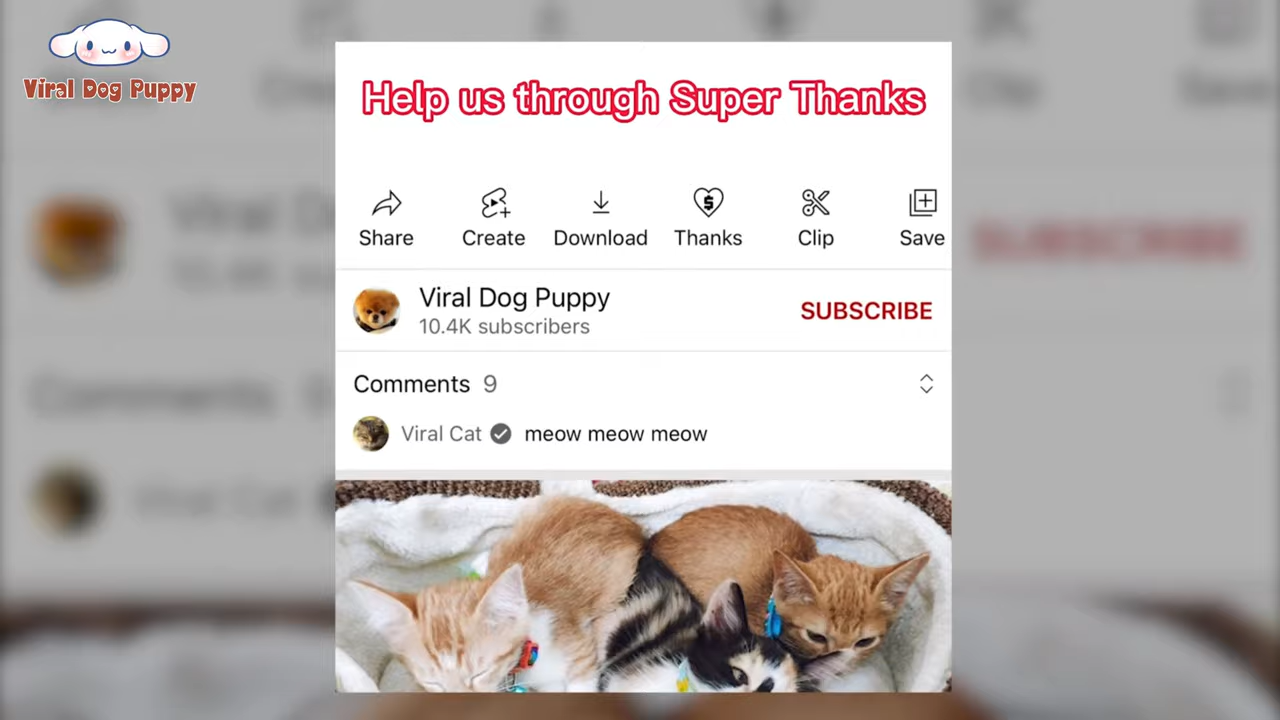 Viral Dog Puppy
Help us through Super Thanks
Share Create Download Thanks Clip Save
Viral Dog Puppy
10.4K subscribers
SUBSCRIBE
Comments 9
Viral Cat meow meow meow